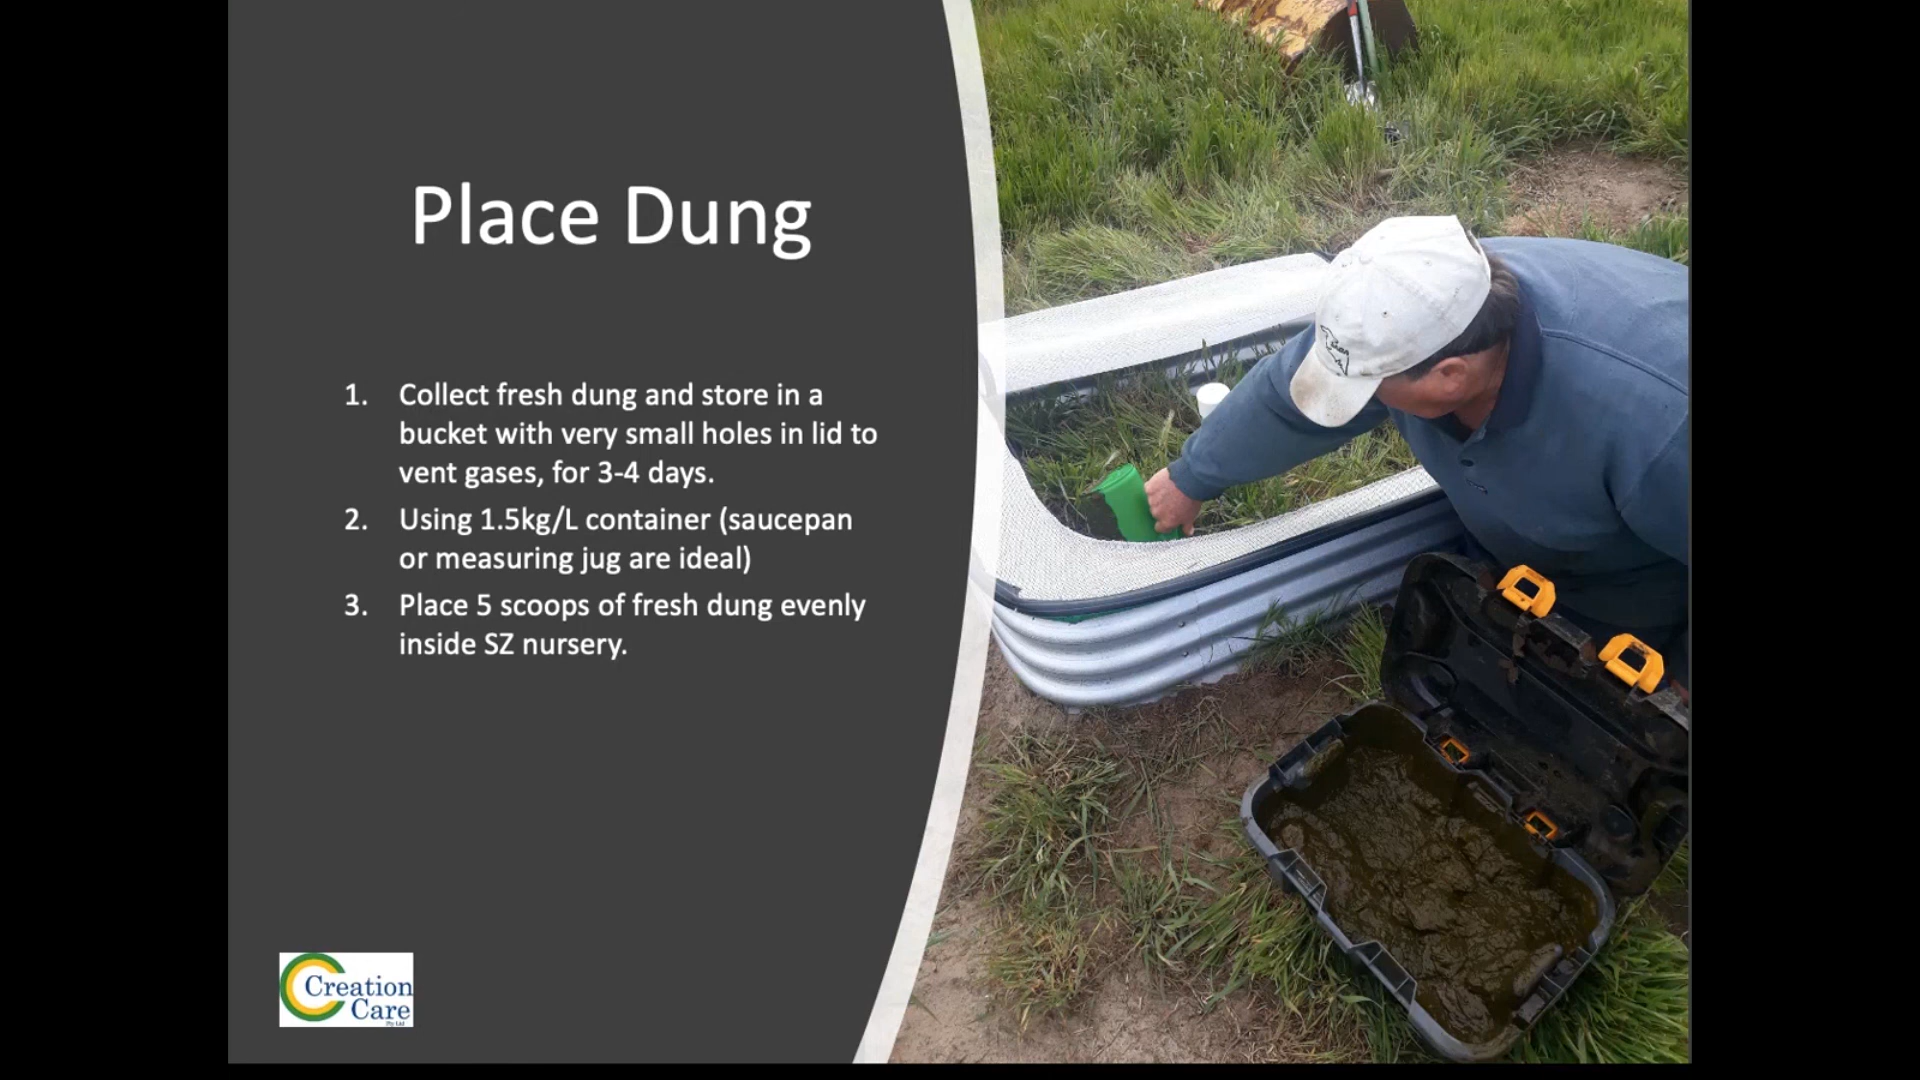 Place Dung
1. Collect fresh dung and store in a
bucket with very small holes in lid to
vent gases, for 3-4 days.
2. Using 1.5kg/L container (saucepan
or measuring jug are ideal)
3. Place 5 scoops of fresh dung evenly
inside SZ nursery.
Creation
Care
Pty Ltd